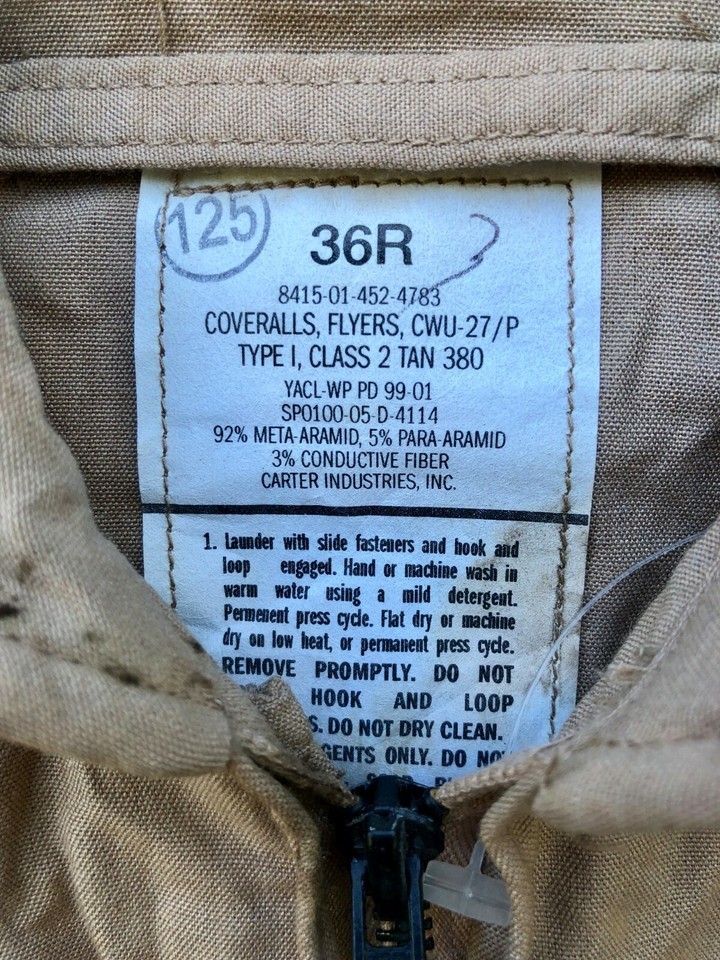 125
36R
8415-01-452-4783
COVERALLS, FLYERS, CWU-27/P
TYPE I, CLASS 2 TAN 380
YACL-WP PD 99-01
SPO100-05-D-4114
92% META-ARAMID, 5% PARA-ARAMID
3% CONDUCTIVE FIBER
CARTER INDUSTRIES, INC.
1. Launder with slide fasteners and hook and
loop engaged. Hand or machine wash in
warm water using a mild detergent.
Permenent press cycle. Flat dry or machine
dry on low heat, or permanent press cycle.
REMOVE PROMPTLY. DO NOT
HOOK AND LOOP
S. DO NOT DRY CLEAN.
GENTS ONLY. DO NO